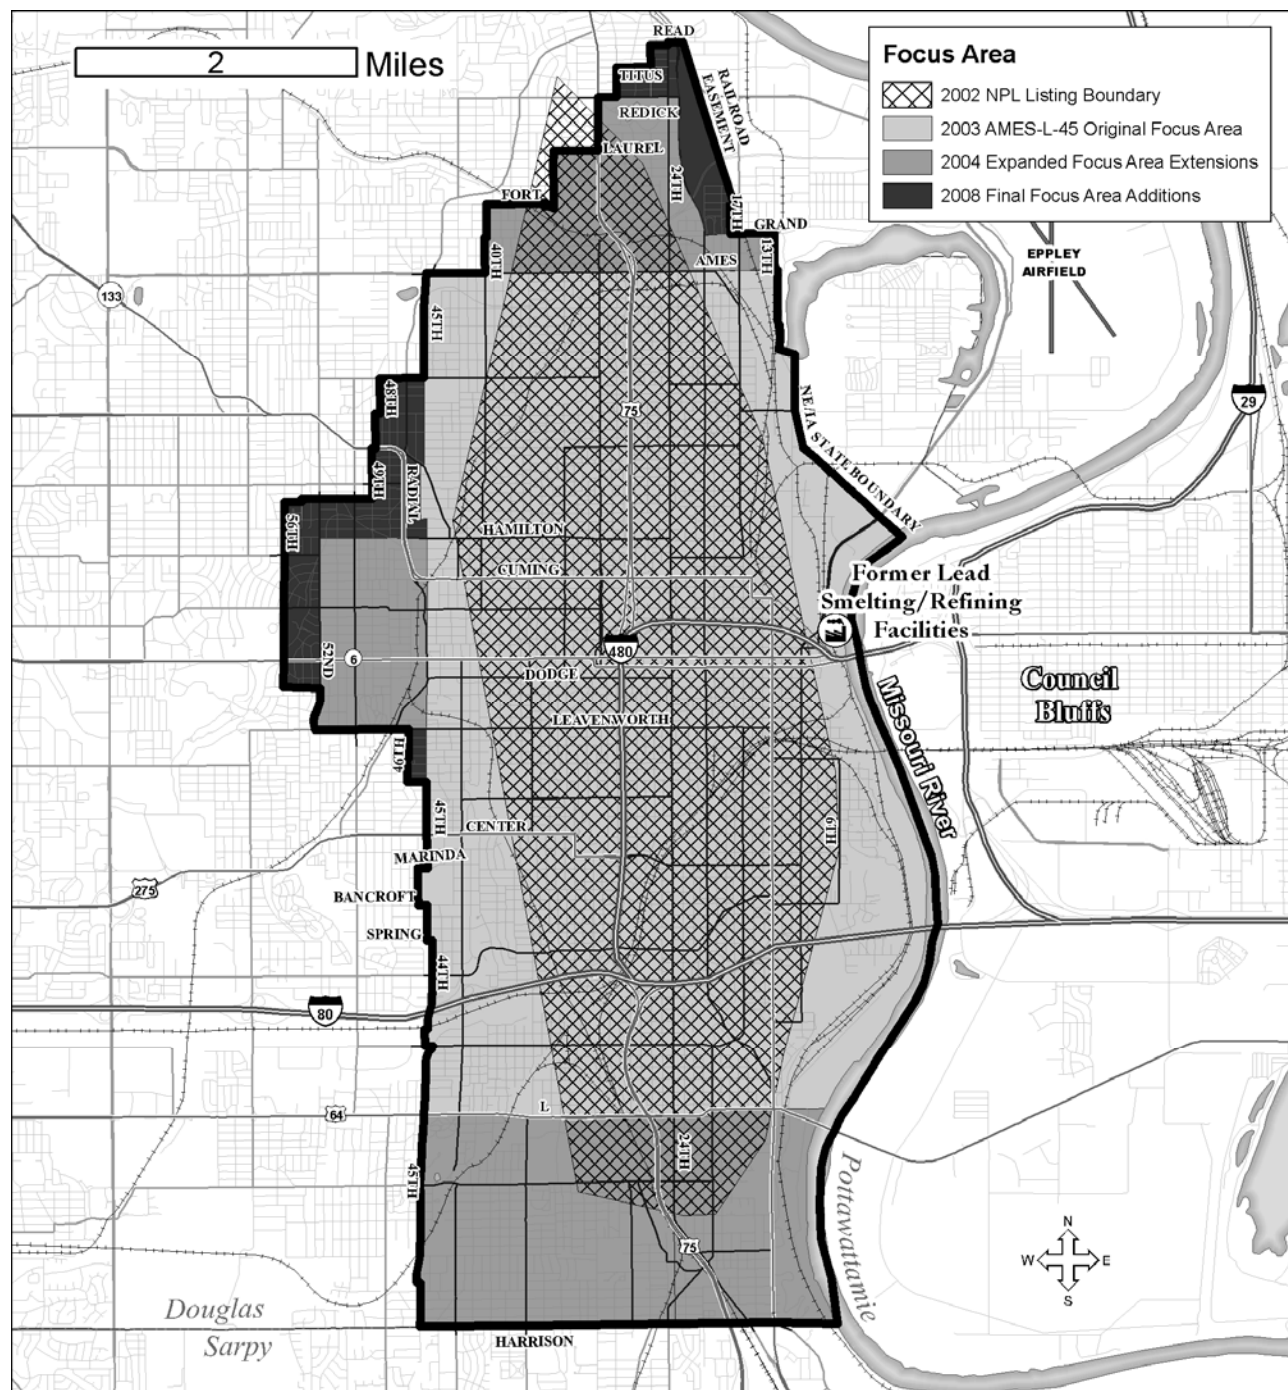 2 Miles
Focus Area
2002 NPL Listing Boundary
2003 AMES-L-45 Original Focus Area
2004 Expanded Focus Area Extensions
2008 Final Focus Area Additions
READ
TITUS
RAILROAD
EASEMENT
REDICK
LAUREL
24TH
FORT
17TH
GRAND
40TH
AMES
13TH
EPPLEY
AIRFIELD
75
133
45TH
48TH
29
NE/IA STATE BOUNDARY
49TH
RADIAL
56TH
HAMILTON
CUMING
Former Lead
Smelting/Refining
Facilities
480
52ND
6
DODGE
Council
Bluffs
LEAVENWORTH
Missouri River
46TH
45TH
CENTER
6TH
MARINDA
275
BANCROFT
SPRING
44TH
80
64
L
24TH
45TH
Pottawattamie
75
N
W
E
S
Douglas
Sarpy
HARRISON